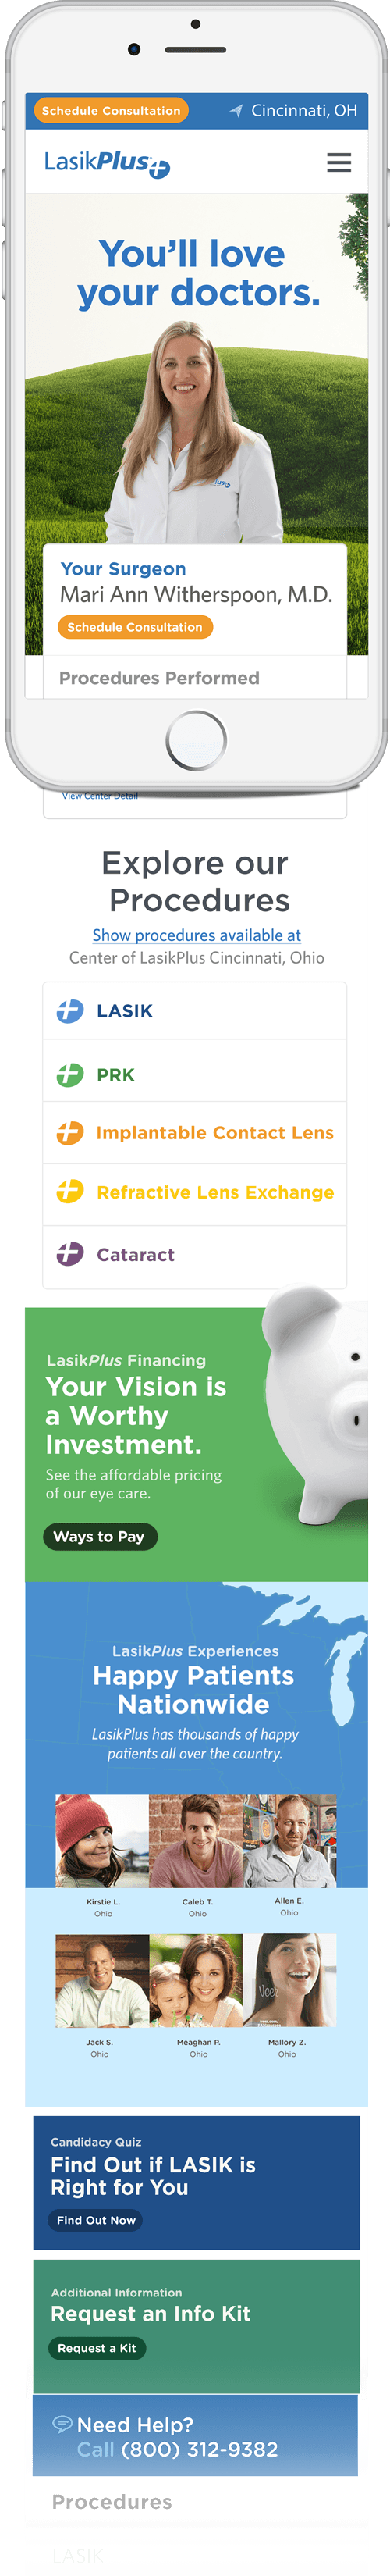 Schedule Consultation
Cincinnati, OH
LasikPlus
You'll love
your doctors.
Your Surgeon
Mari Ann Witherspoon, M.D.
Schedule Consultation
Procedures Performed
View Center Detail
Explore our
Procedures
Show procedures available at
Center of LasikPlus Cincinnati, Ohio
LASIK
PRK
Implantable Contact Lens
Refractive Lens Exchange
Cataract
LasikPlus Financing
Your Vision is
a Worthy
Investment.
See the affordable pricing
of our eye care.
Ways to Pay
LasikPlus Experiences
Happy Patients
Nationwide
LasikPlus has thousands of happy
patients all over the country.
Kirstie L.
Ohio
Caleb T.
Ohio
Allen E.
Ohio
Jack S.
Ohio
Meaghan P.
Ohio
Mallory Z.
Ohio
Candidacy Quiz
Find Out if LASIK is
Right for You
Find Out Now
Additional Information
Request an Info Kit
Request a Kit
Need Help?
Call (800) 312-9382
Procedures
LASIK